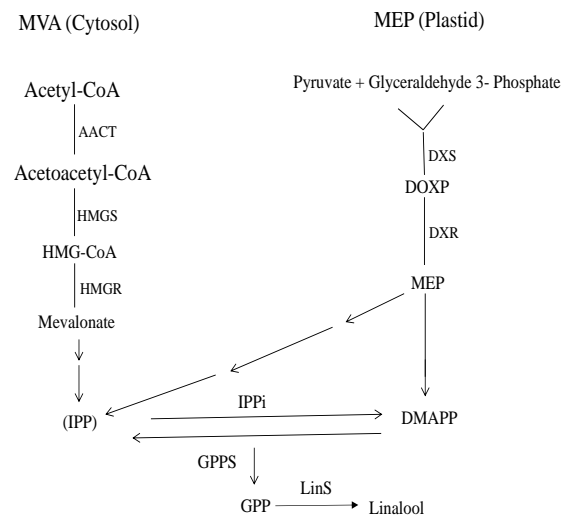 MVA (Cytosol)
MEP (Plastid)
Acetyl-CoA
Pyruvate + Glyceraldehyde 3- Phosphate
AACT
DXS
Acetoacetyl-CoA
DOXP
HMGS
DXR
HMG-CoA
HMGR
MEP
Mevalonate
(IPP)
IPPi
DMAPP
GPPS
LinS
GPP
Linalool